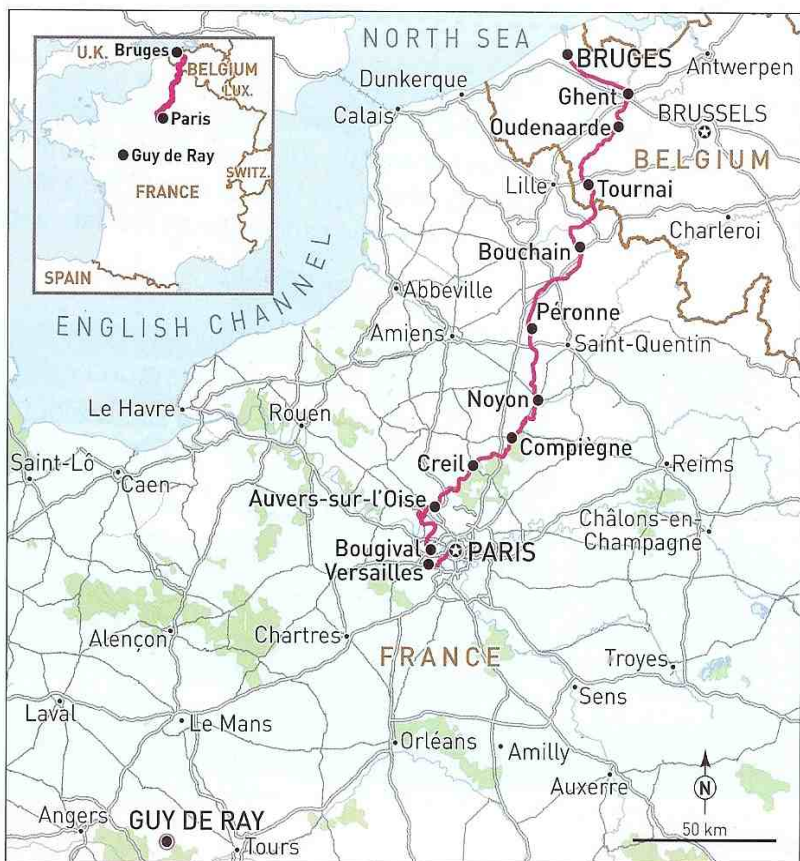 U.K.
Bruges
BELGIUM
LUX.
Paris
Guy de Ray
SWITZ.
FRANCE
SPAIN
NORTH SEA
BRUGES
Antwerpen
Dunkerque
Ghent
Calais
Oudenaarde
BRUSSELS
BELGIUM
Lille
Tournai
Charleroi
Bouchain
ENGLISH CHANNEL
Abbeville
Péronne
Amiens
Saint-Quentin
Le Havre
Rouen
Noyon
Compiègne
Saint-Lô
Caen
Creil
Reims
Auvers-sur-l'Oise
Châlons-en-
Champagne
Bougival
PARIS
Versailles
Alençon
Chartres
FRANCE
Troyes
Sens
Laval
Le Mans
Orléans
Amilly
Auxerre
N
Angers
GUY DE RAY
Tours
50 km